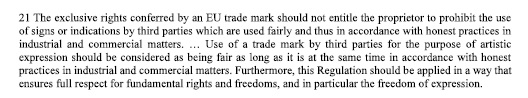 21 The exclusive rights conferred by an EU trade mark should not entitle the proprietor to prohibit the use
of signs or indications by third parties which are used fairly and thus in accordance with honest practices in
industrial and commercial matters. ... Use of a trade mark by third parties for the purpose of artistic
expression should be considered as being fair as long as it is at the same time in accordance with honest
practices in industrial and commercial matters. Furthermore, this Regulation should be applied in a way that
ensures full respect for fundamental rights and freedoms, and in particular the freedom of expression.